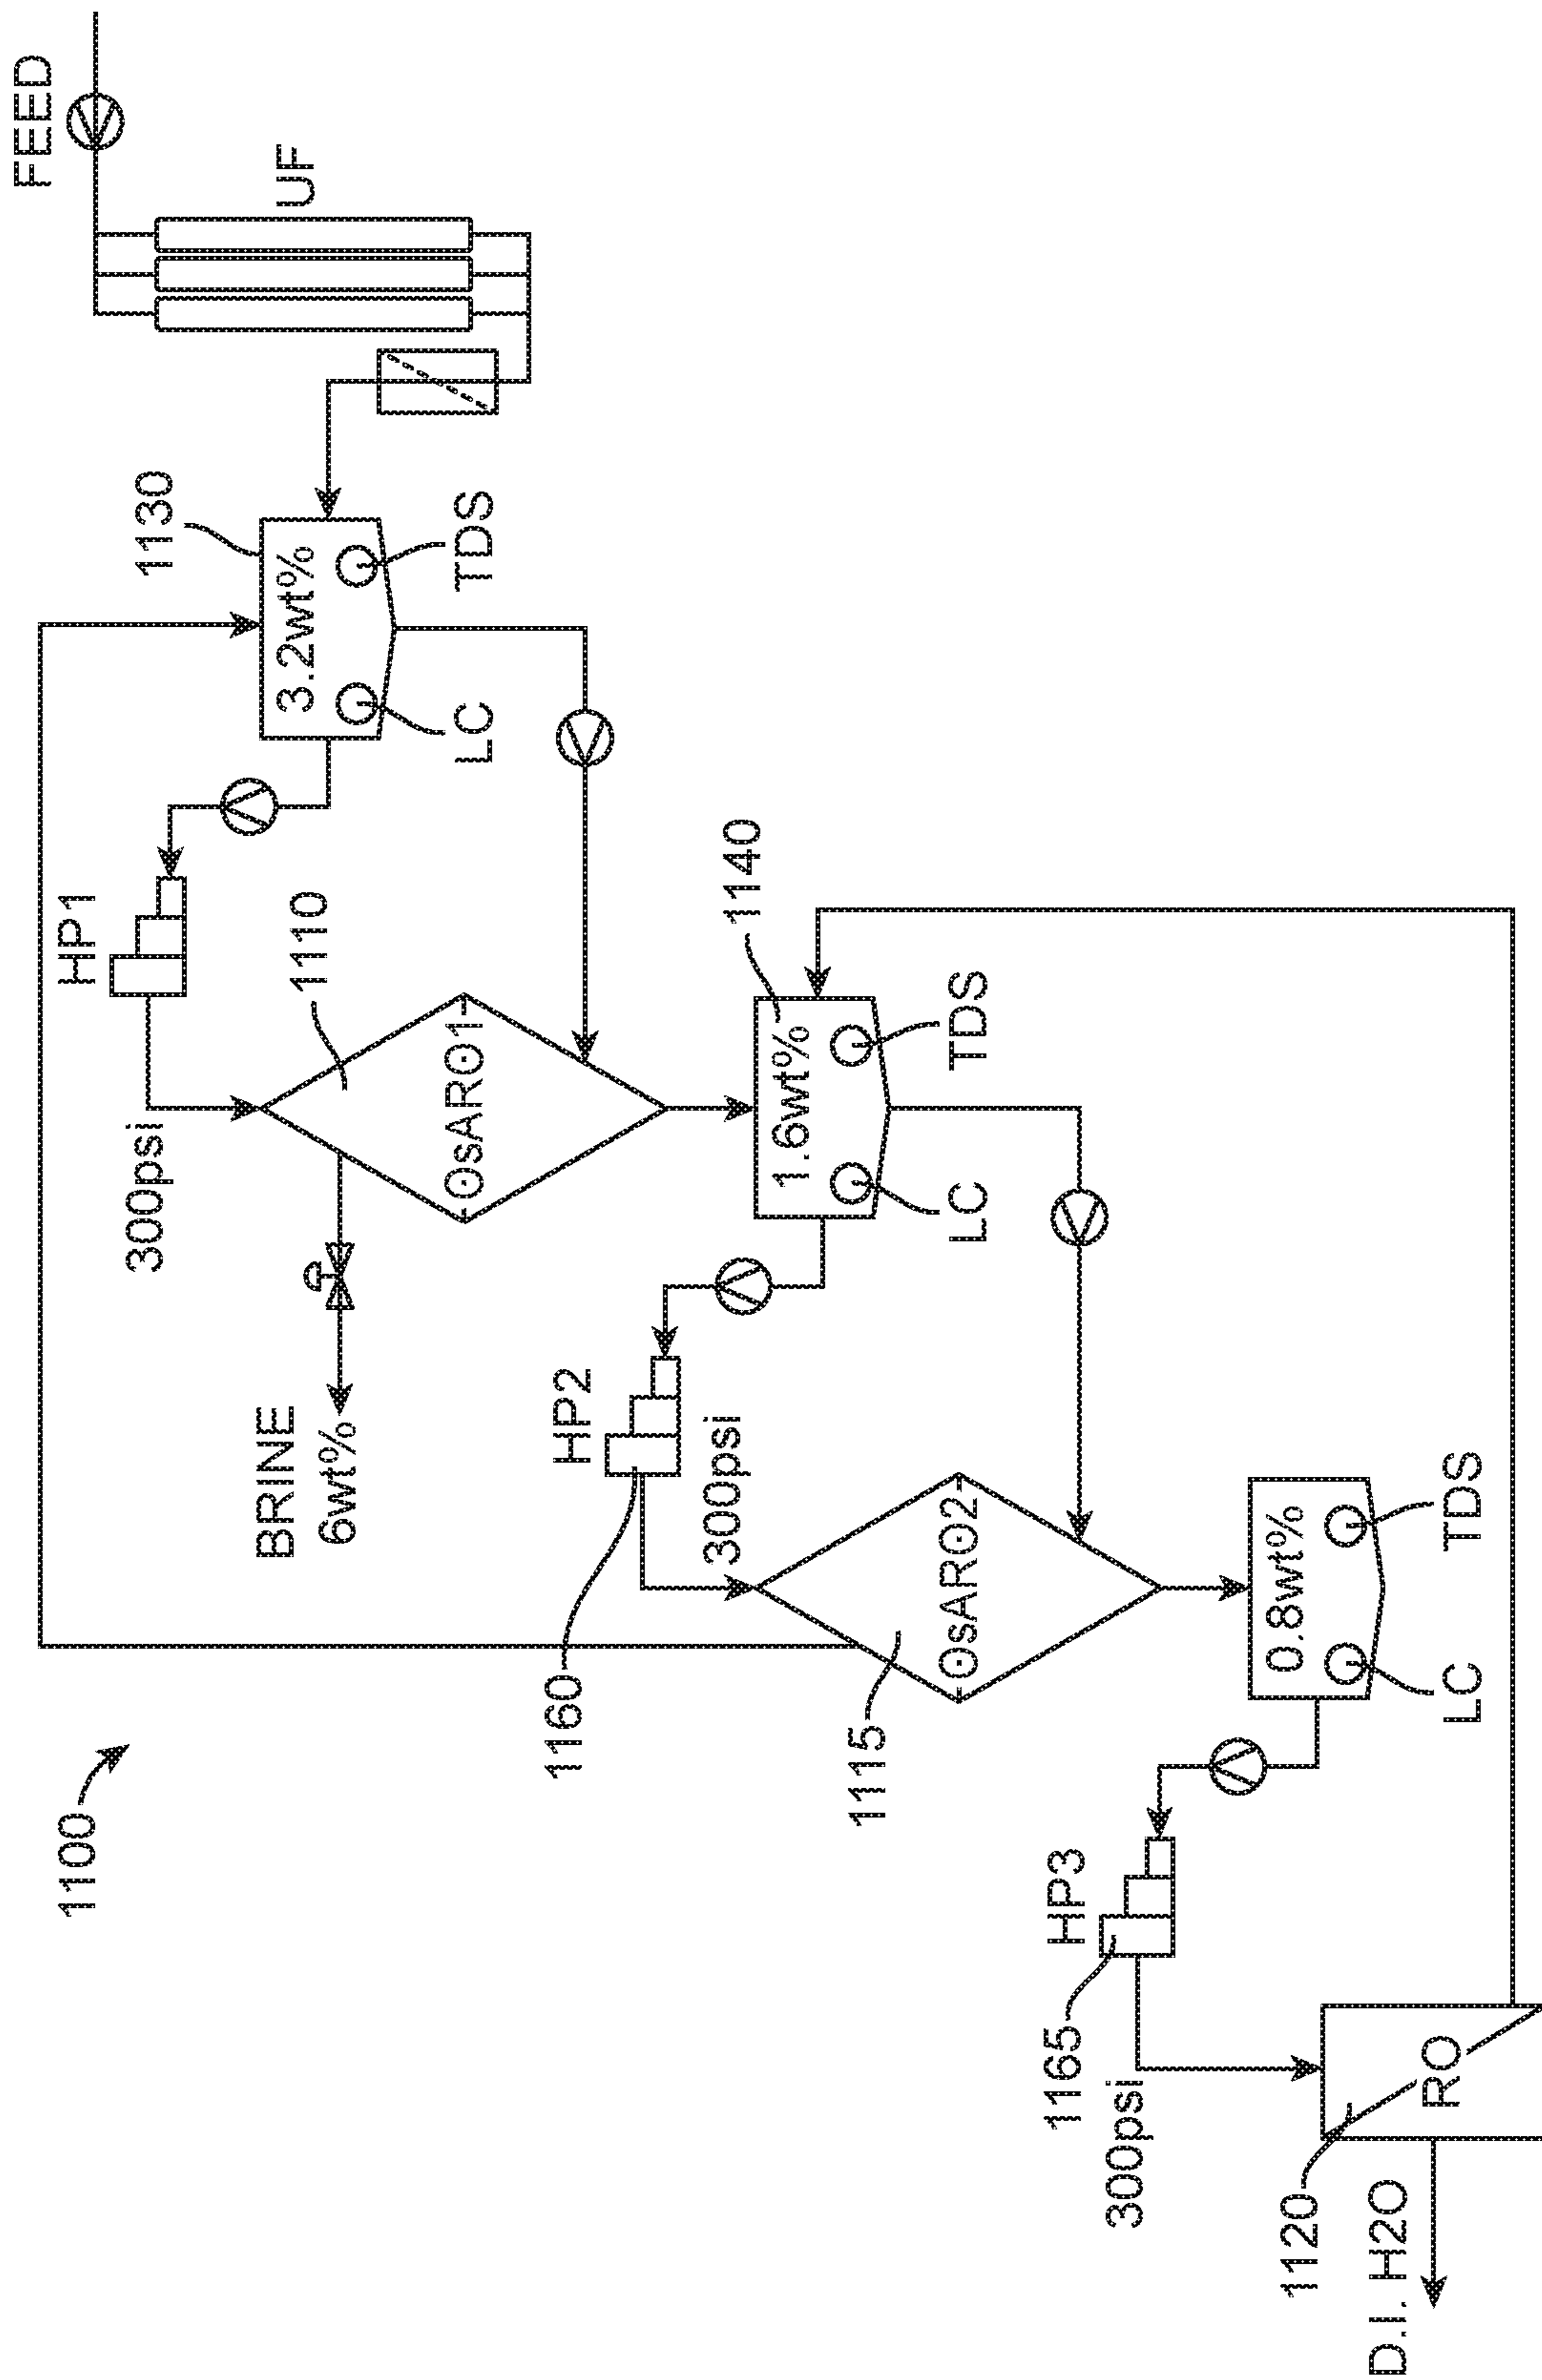 FEED
UF
1130
3.2wt%
TDS
LC
HP1
1110
300psi
OsARO1
BRINE
6wt%
1140
1.6wt%
TDS
LC
HP2
1160
300psi
OsARO2
1115
0.8wt%
TDS
LC
1100
HP3
1165
300psi
RO
1120
D.I. H2O